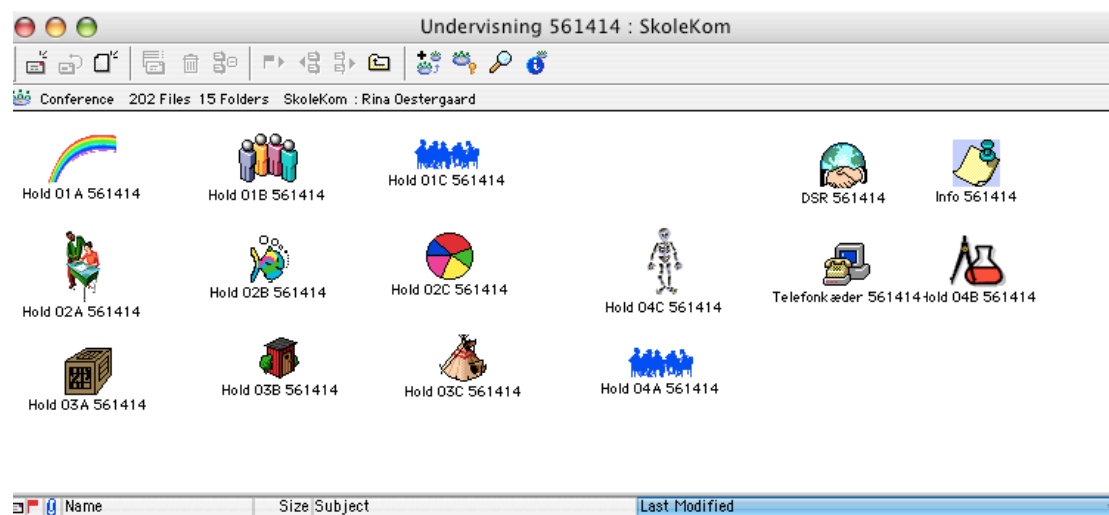 Undervisning 561414 : SkoleKom
Conference 202 Files 15 Folders SkoleKom : Rina Oestergaard
Hold 01A 561414
Hold 01B 561414
Hold 01C 561414
DSR 561414
Info 561414
Hold 02A 561414
Hold 02B 561414
Hold 02C 561414
Hold 04C 561414
Telefonkæder 561414
Hold 04B 561414
Hold 03A 561414
Hold 03B 561414
Hold 03C 561414
Hold 04A 561414
Name Size Subject Last Modified